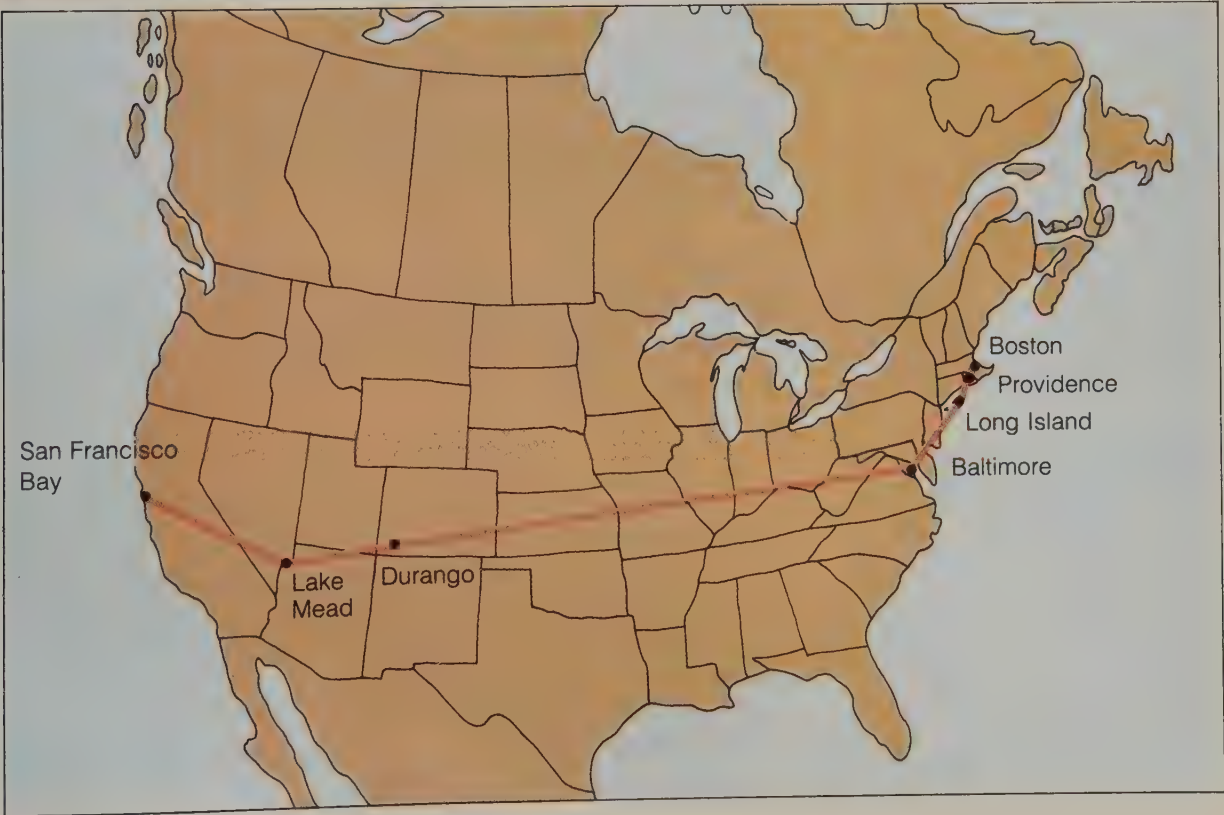 Boston
Providence
Long Island
Baltimore
San Francisco
Bay
Lake
Mead
Durango